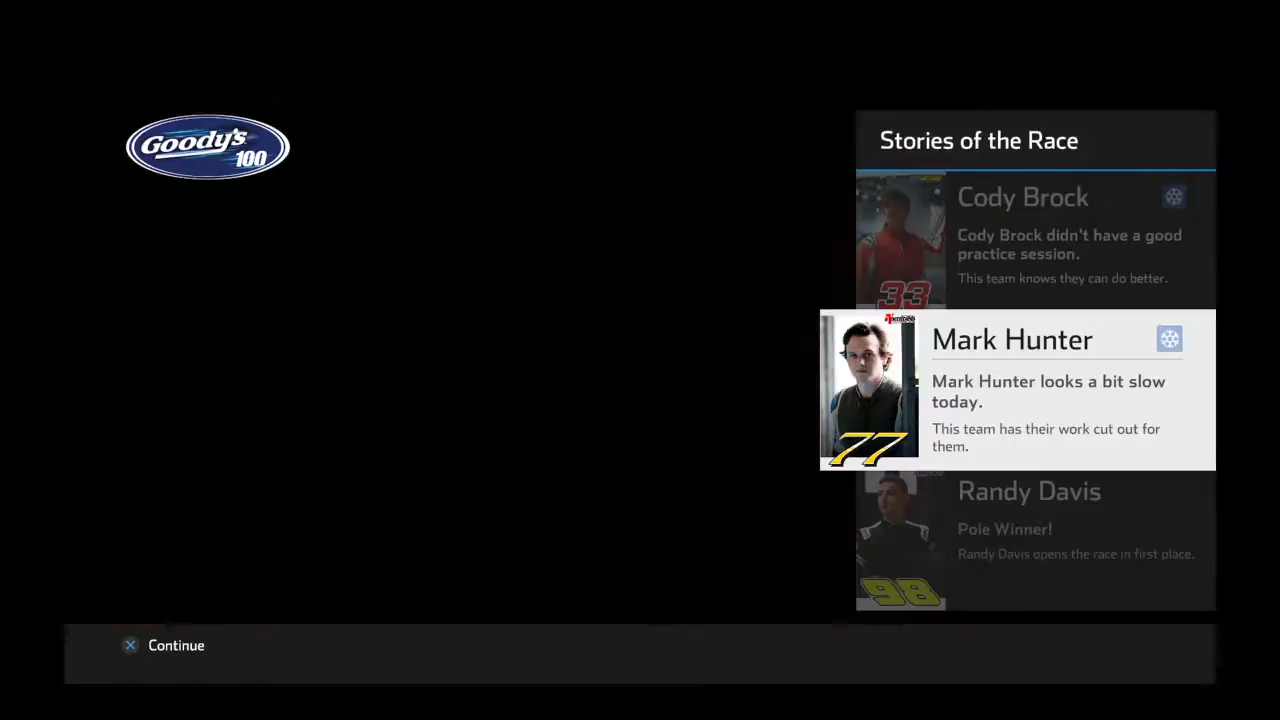 Goody's
100
Stories of the Race
Cody Brock
Cody Brock didn't have a good
practice session.
This team knows they can do better.
33
Mark Hunter
Mark Hunter looks a bit slow
today.
This team has their work cut out for
them.
77
Randy Davis
Pole Winner!
Randy Davis opens the race in first place.
98
Continue